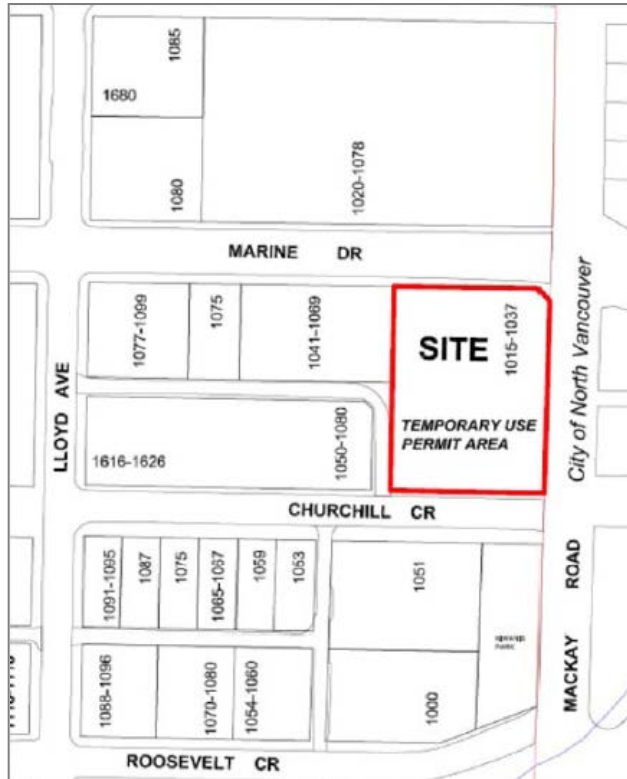 1085
1680
1080
1020-1078
MARINE DR
1077-1099
1075
1041-1069
SITE
1015-1037
City of North Vancouver
LLOYD AVE
TEMPORARY USE
PERMIT AREA
1616-1626
1050-1080
CHURCHILL CR
1091-1095
1087
1075
1065-1067
1059
1053
1051
MACKAY ROAD
PARK
1088-1096
1070-1080
1054-1060
1000
ROOSEVELT CR